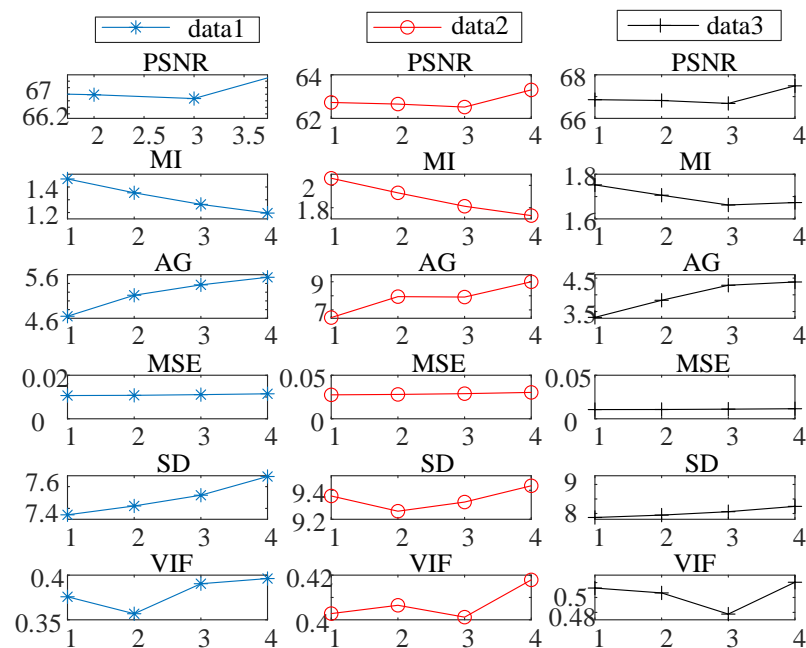 data1 data2 data3
PSNR PSNR PSNR
67 64 68
66.2 62 66
2 2.5 3 3.5 1 2 3 4 1 2 3 4
MI MI MI
1.4 2 1.8
1.2 1.8 1.6
1 2 3 4 1 2 3 4 1 2 3 4
AG AG AG
5.6 9 4.5
4.6 7 3.5
1 2 3 4 1 2 3 4 1 2 3 4
MSE MSE MSE
0.02 0.05 0.05
0 0 0
1 2 3 4 1 2 3 4 1 2 3 4
SD SD SD
7.6 9.4 9
7.4 9.2 8
1 2 3 4 1 2 3 4 1 2 3 4
VIF VIF VIF
0.4 0.42 0.5
0.35 0.4 0.48
1 2 3 4 1 2 3 4 1 2 3 4